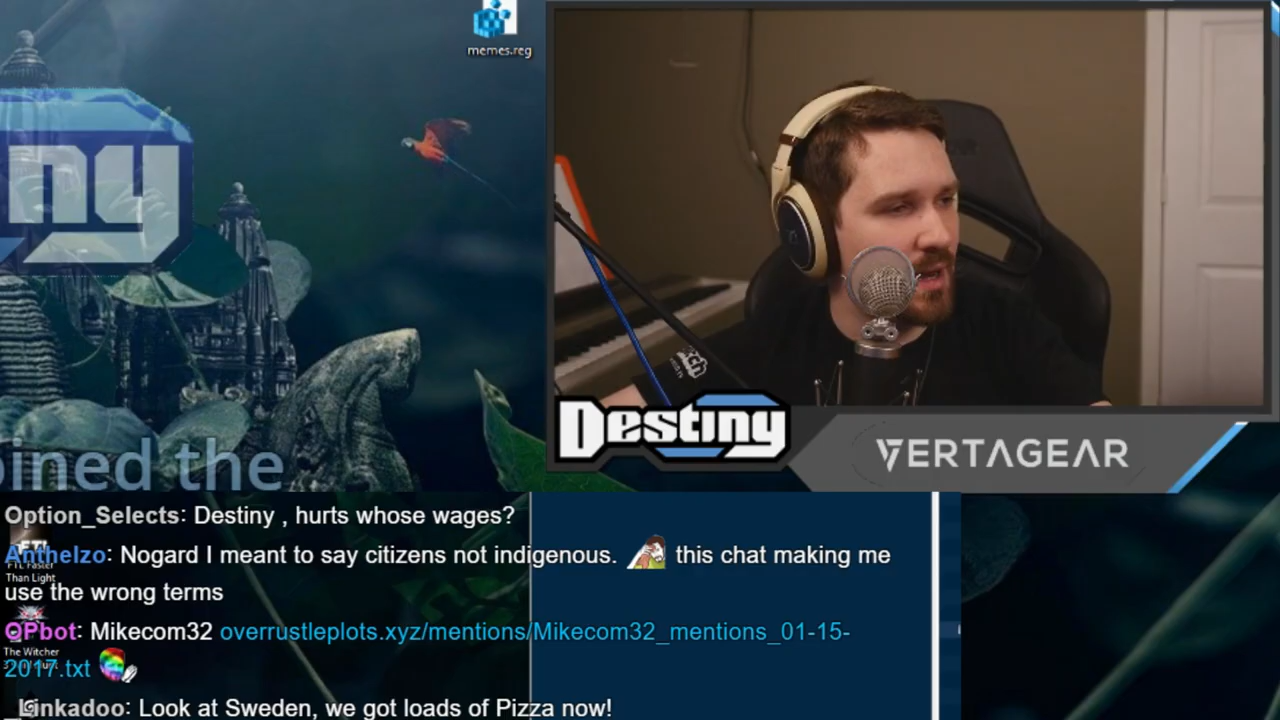 memes.reg
ny
Destiny
VERTAGEAR
oined the
Option_Selects: Destiny , hurts whose wages?
Anthelzo: Nogard I meant to say citizens not indigenous. this chat making me
use the wrong terms
FTL Faster
Than Light
OPbot: Mikecom32 overrustleplots.xyz/mentions/Mikecom32_mentions_01-15-
2017.txt
The Witcher
_Linkadoo: Look at Sweden, we got loads of Pizza now!